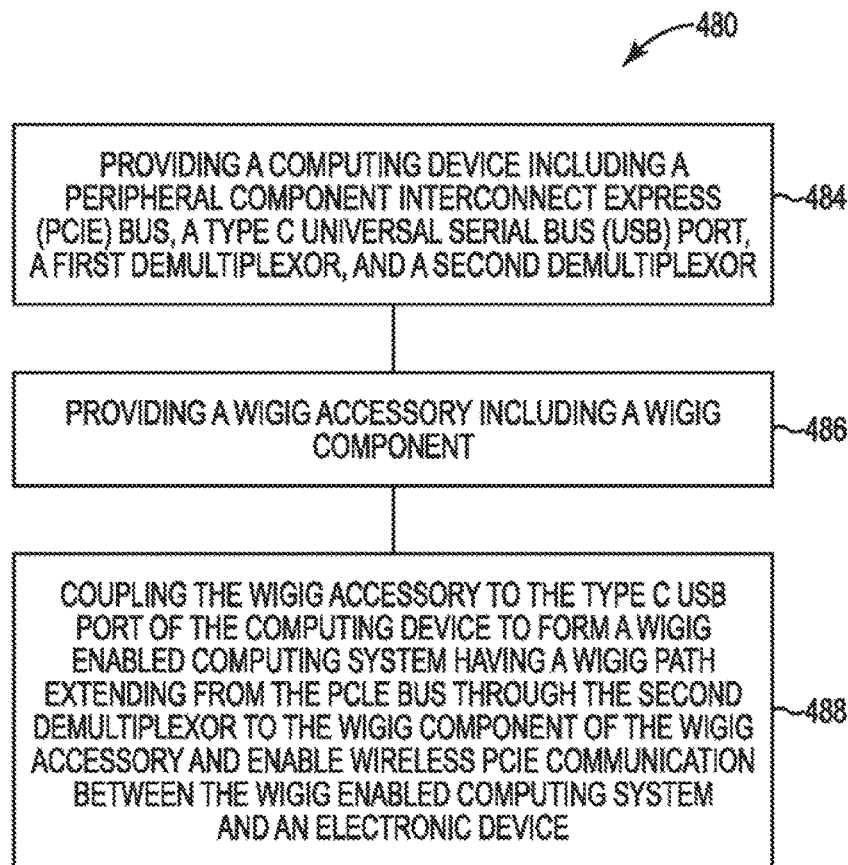 480
PROVIDING A COMPUTING DEVICE INCLUDING A
PERIPHERAL COMPONENT INTERCONNECT EXPRESS
(PCIE) BUS, A TYPE C UNIVERSAL SERIAL BUS (USB) PORT,
A FIRST DEMULTIPLEXOR, AND A SECOND DEMULTIPLEXOR
484
PROVIDING A WIGIG ACCESSORY INCLUDING A WIGIG
COMPONENT
486
COUPLING THE WIGIG ACCESSORY TO THE TYPE C USB
PORT OF THE COMPUTING DEVICE TO FORM A WIGIG
ENABLED COMPUTING SYSTEM HAVING A WIGIG PATH
EXTENDING FROM THE PCLE BUS THROUGH THE SECOND
DEMULTIPLEXOR TO THE WIGIG COMPONENT OF THE WIGIG
ACCESSORY AND ENABLE WIRELESS PCIE COMMUNICATION
BETWEEN THE WIGIG ENABLED COMPUTING SYSTEM
AND AN ELECTRONIC DEVICE
488